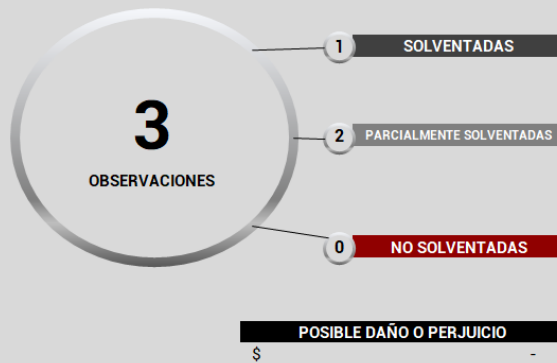 3
OBSERVACIONES
1 SOLVENTADAS
2 PARCIALMENTE SOLVENTADAS
0 NO SOLVENTADAS
POSIBLE DAÑO O PERJUICIO
$ -